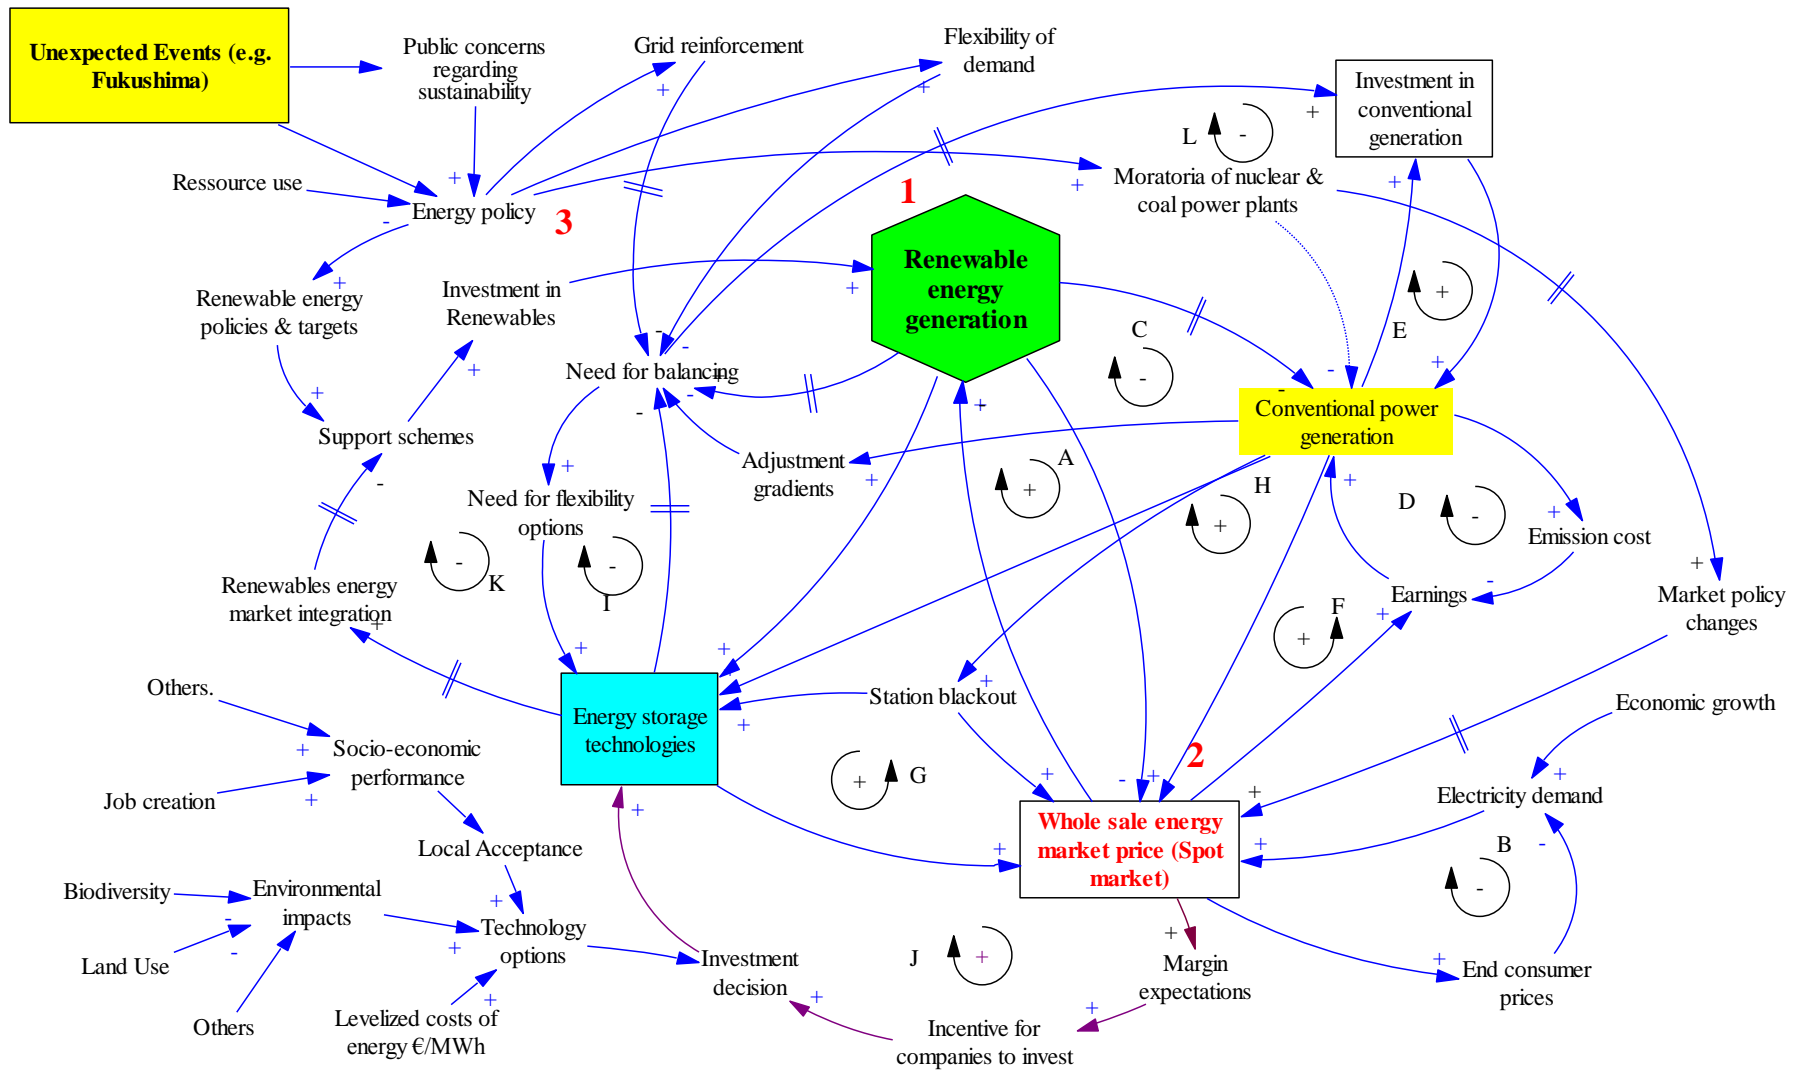 Unexpected Events (e.g.
Fukushima)
Public concerns
regarding
sustainability
Grid reinforcement
Flexibility of
demand
Investment in
conventional
generation
Ressource use
Energy policy
3
1
L
-
Moratoria of nuclear &
coal power plants
Renewable
energy
generation
Renewable energy
policies & targets
Investment in
Renewables
E
+
C
-
Need for balancing
Support schemes
Conventional power
generation
Adjustment
gradients
A
+
H
+
D
-
Need for flexibility
options
Emission cost
K
-
I
-
Renewables energy
market integration
Earnings
F
+
Market policy
changes
Others.
Station blackout
Economic growth
Energy storage
technologies
Socio-economic
performance
2
G
+
Job creation
Electricity demand
Whole sale energy
market price (Spot
market)
Local Acceptance
B
-
Biodiversity
Environmental
impacts
Technology
options
Land Use
Investment
decision
J
+
Margin
expectations
End consumer
prices
Others
Levelized costs of
energy €/MWh
Incentive for
companies to invest